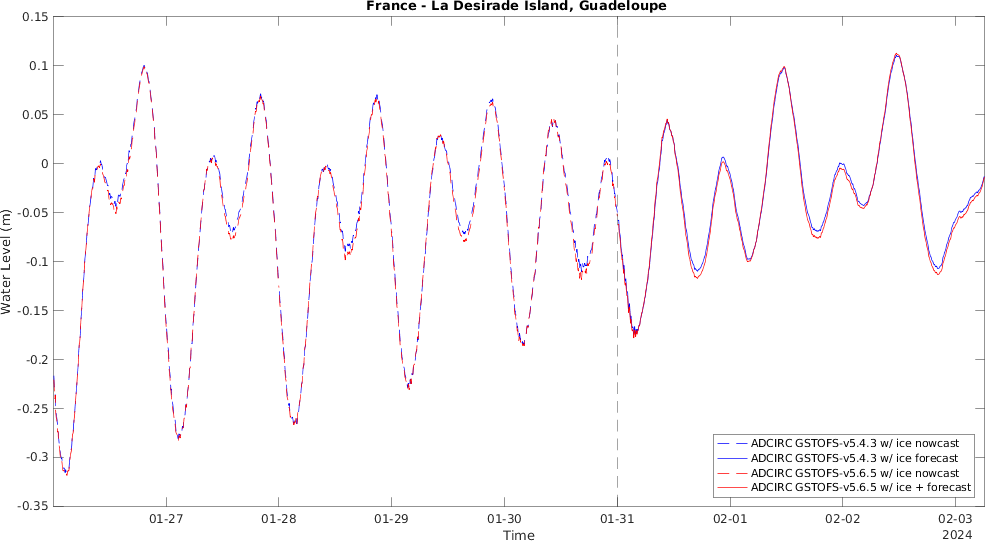 France - La Desirade Island, Guadeloupe
0.15
0.1
0.05
0
-0.05
-0.1
-0.15
-0.2
-0.25
-0.3
-0.35
Water Level (m)
ADCIRC GSTOFS-v5.4.3 w/ ice nowcast
ADCIRC GSTOFS-v5.4.3 w/ ice forecast
ADCIRC GSTOFS-v5.6.5 w/ ice nowcast
ADCIRC GSTOFS-v5.6.5 w/ ice + forecast
01-27
01-28
01-29
01-30
01-31
02-01
02-02
02-03
Time
2024